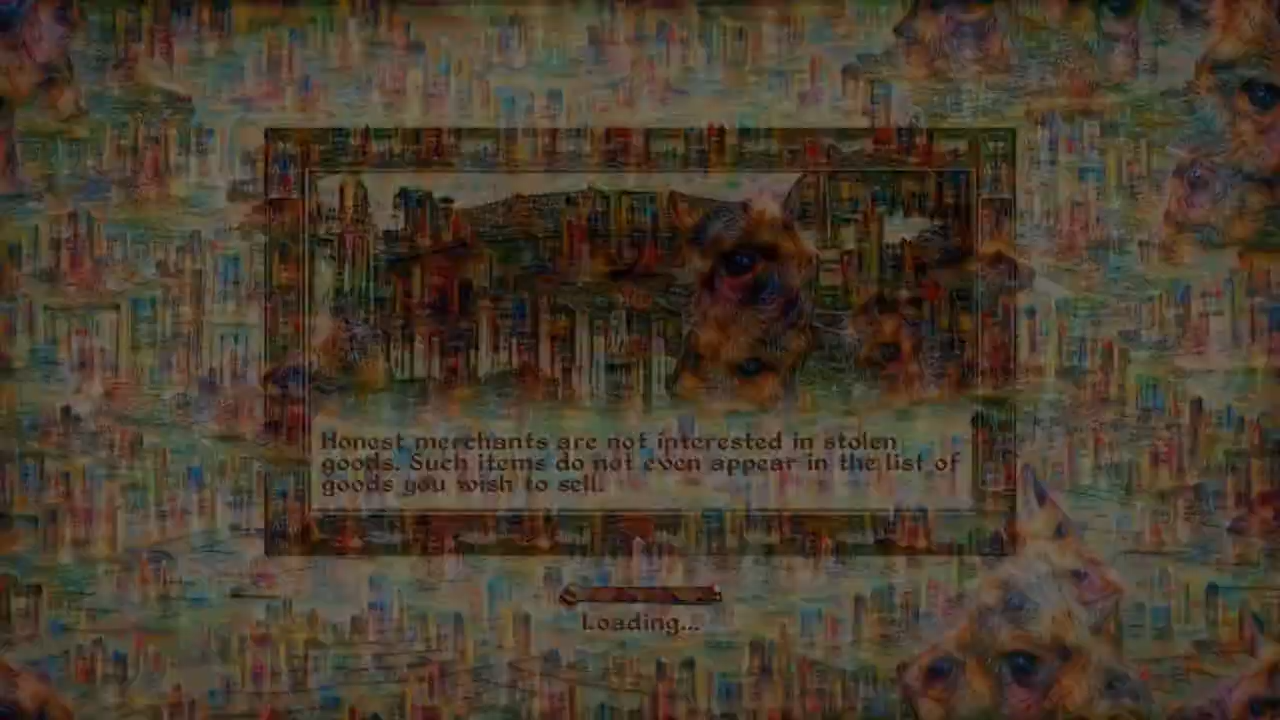 Honest merchants are not interested in stolen
goods. Such items do not even appear in the list of
goods you wish to sell.
Loading...